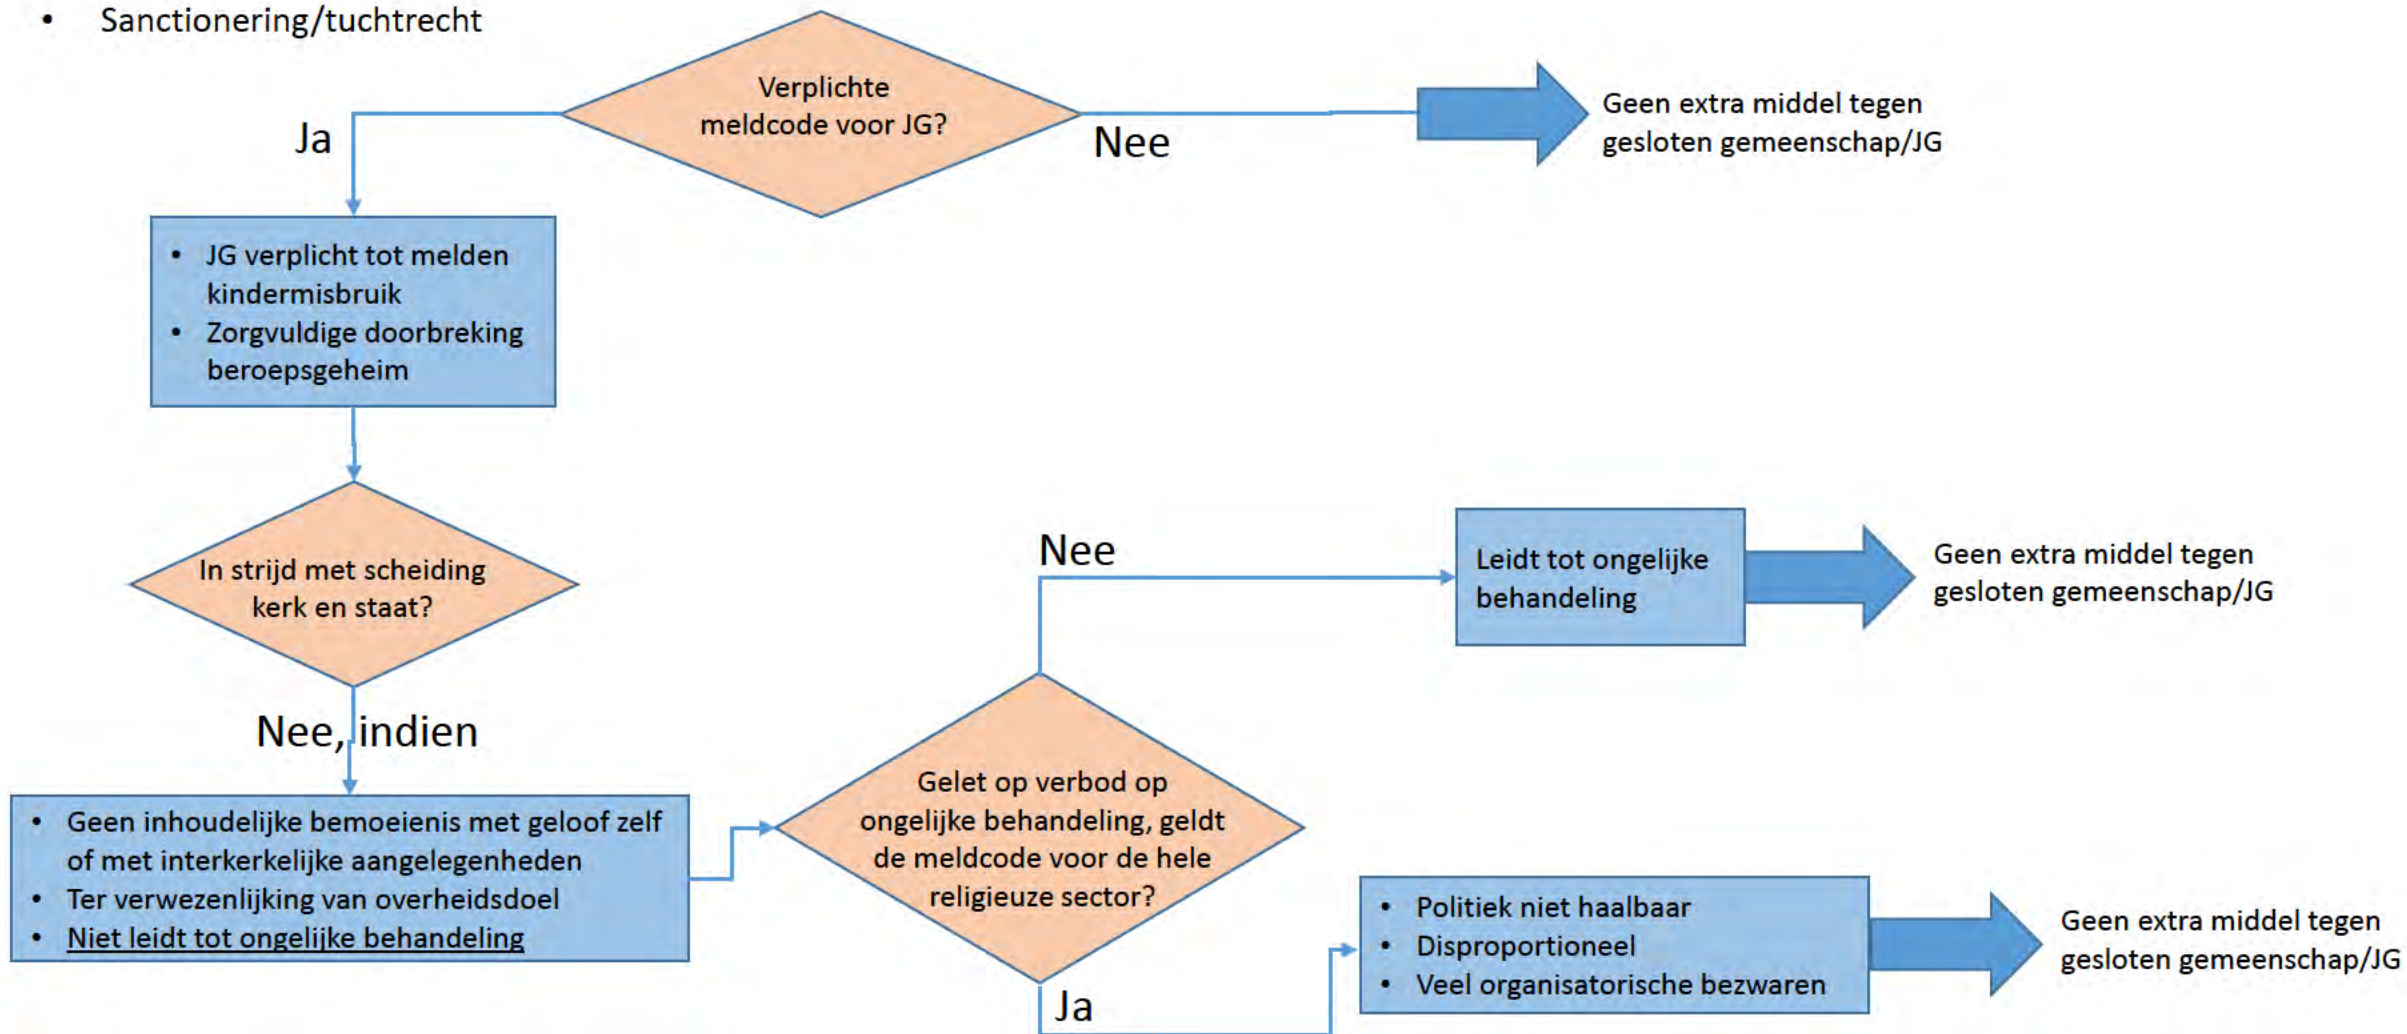 • Sanctionering/tuchtrecht
Verplichte
meldcode voor JG?
Ja
Nee
Geen extra middel tegen
gesloten gemeenschap/JG
• JG verplicht tot melden
kindermisbruik
• Zorgvuldige doorbreking
beroepsgeheim
In strijd met scheiding
kerk en staat?
Nee, indien
• Geen inhoudelijke bemoeienis met geloof zelf
of met interkerkelijke aangelegenheden
• Ter verwezenlijking van overheidsdoel
• Niet leidt tot ongelijke behandeling
Gelet op verbod op
ongelijke behandeling, geldt
de meldcode voor de hele
religieuze sector?
Nee
Leidt tot ongelijke
behandeling
Geen extra middel tegen
gesloten gemeenschap/JG
Ja
• Politiek niet haalbaar
• Disproportioneel
• Veel organisatorische bezwaren
Geen extra middel tegen
gesloten gemeenschap/JG